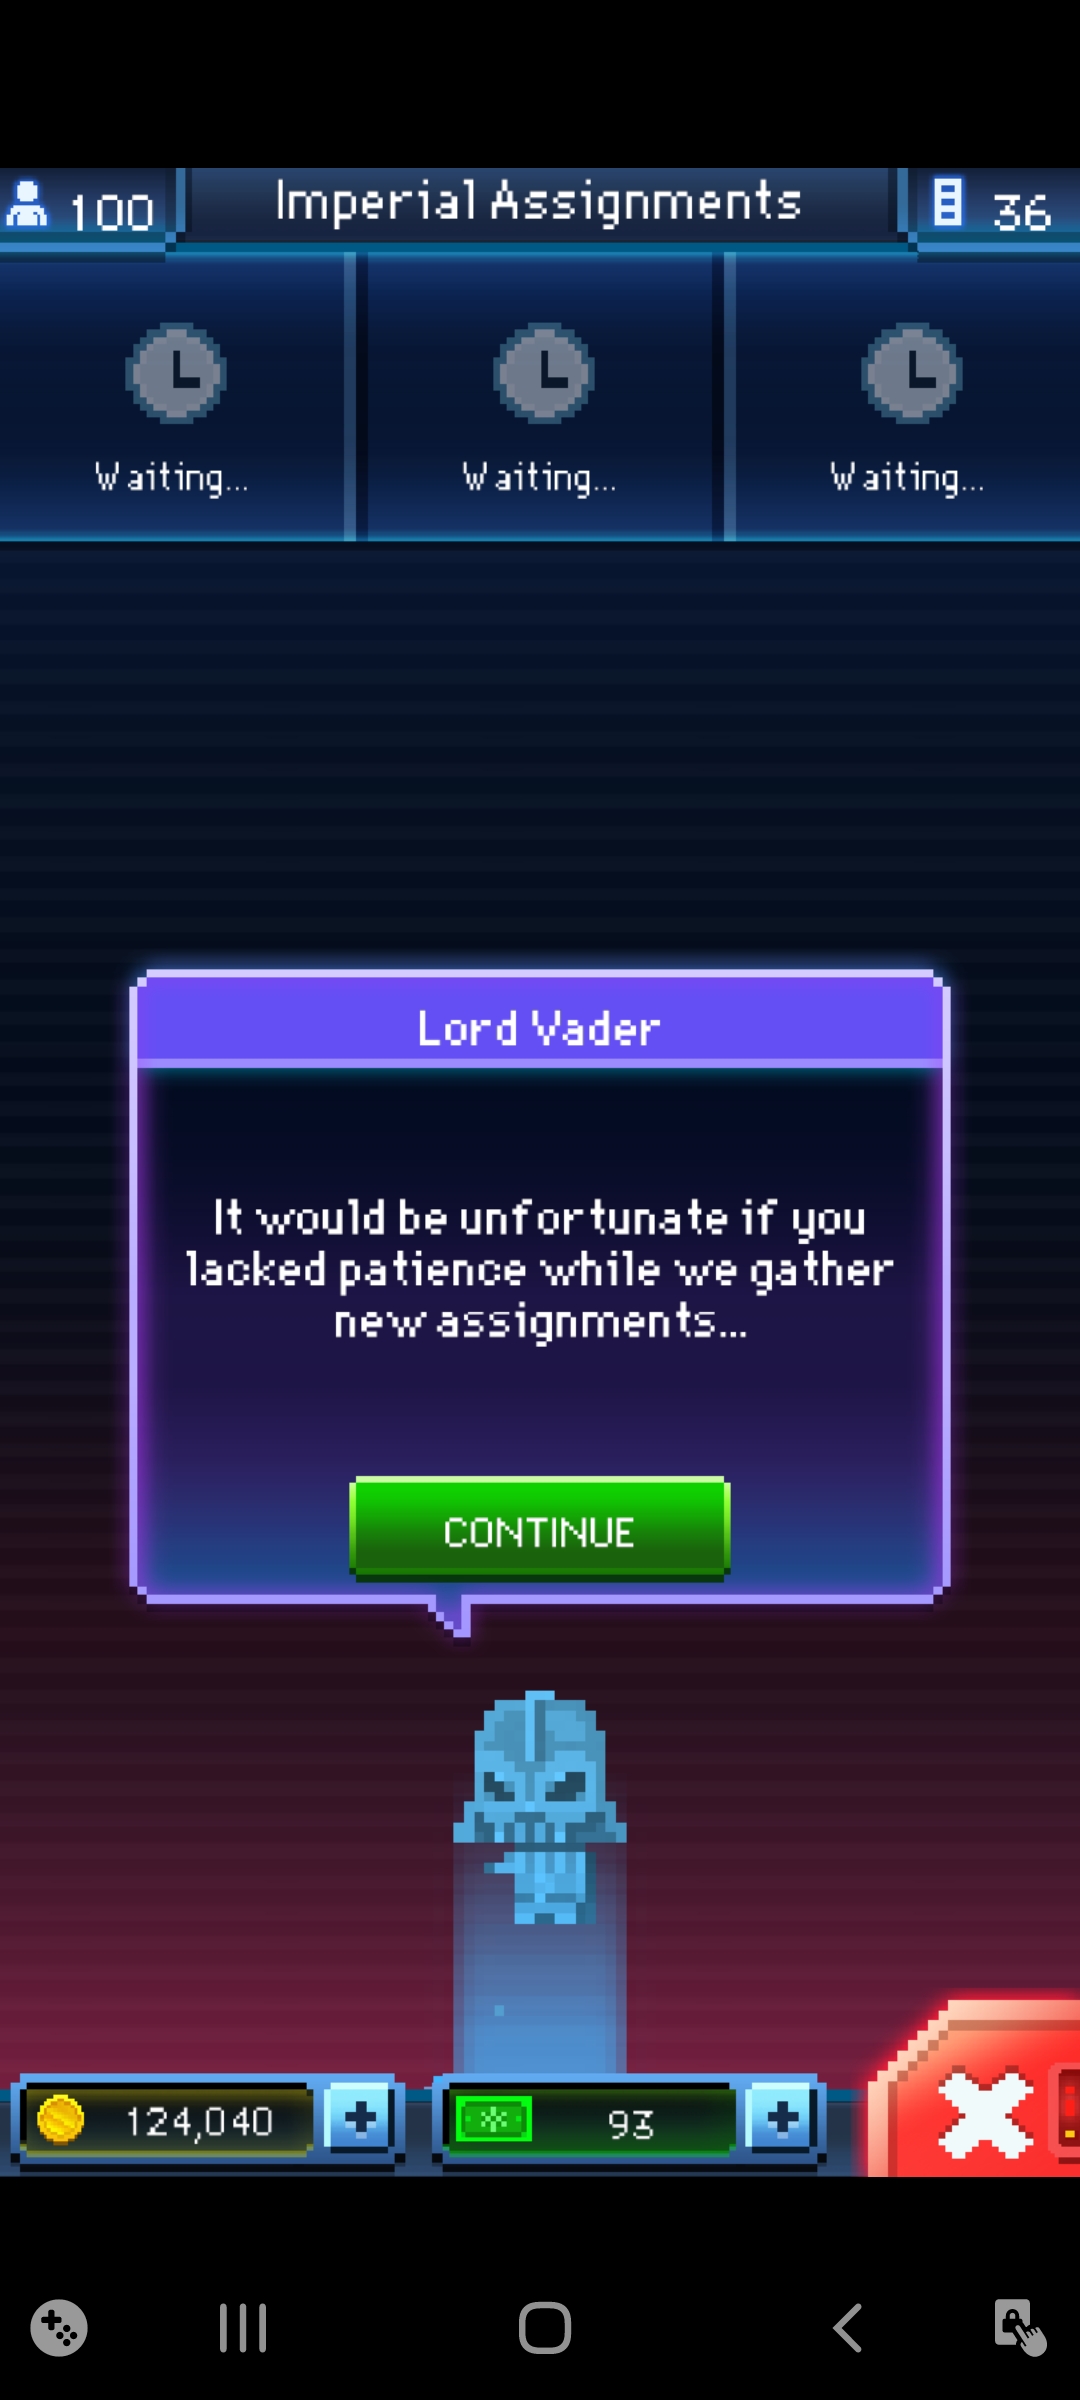 100 Imperial Assignments 36
Waiting... Waiting... Waiting...
Lord Vader
It would be unfortunate if you
lacked patience while we gather
new assignments...
CONTINUE
124,040 93